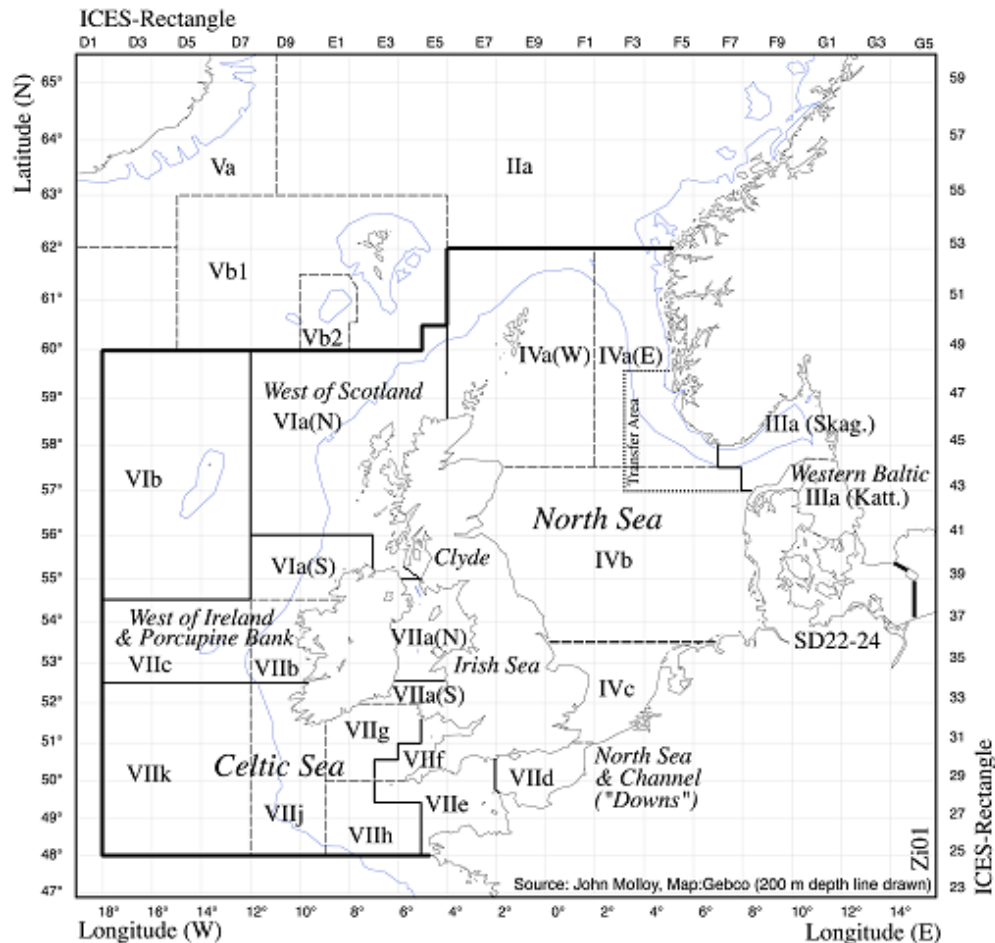 ICES-Rectangle
D1 D3 D5 D7 D9 E1 E3 E5 E7 E9 F1 F3 F5 F7 F9 G1 G3 G5
Latitude (N)
65°
64°
63°
62°
61°
60°
59°
58°
57°
56°
55°
54°
53°
52°
51°
50°
49°
48°
47°
59
57
55
53
51
49
47
45
43
41
39
37
35
33
31
29
27
25
23
ICES-Rectangle
Va
IIa
Vb1
Vb2
IVa(W)
IVa(E)
West of Scotland
VIa(N)
Transfer Area
IIIa (Skag.)
VIb
Western Baltic
IIIa (Katt.)
North Sea
IVb
VIa(S)
Clyde
West of Ireland
& Porcupine Bank
VIIc
VIIb
VIIa(N)
Irish Sea
VIIa(S)
SD22-24
IVc
VIIg
Celtic Sea
VIIk
VIIf
VIId
North Sea
& Channel
("Downs")
VIIj
VIIe
VIIh
Zi01
Source: John Molloy, Map:Gebco (200 m depth line drawn)
18° 16° 14° 12° 10° 8° 6° 4° 2° 0° 2° 4° 6° 8° 10° 12° 14°
Longitude (W)
Longitude (E)